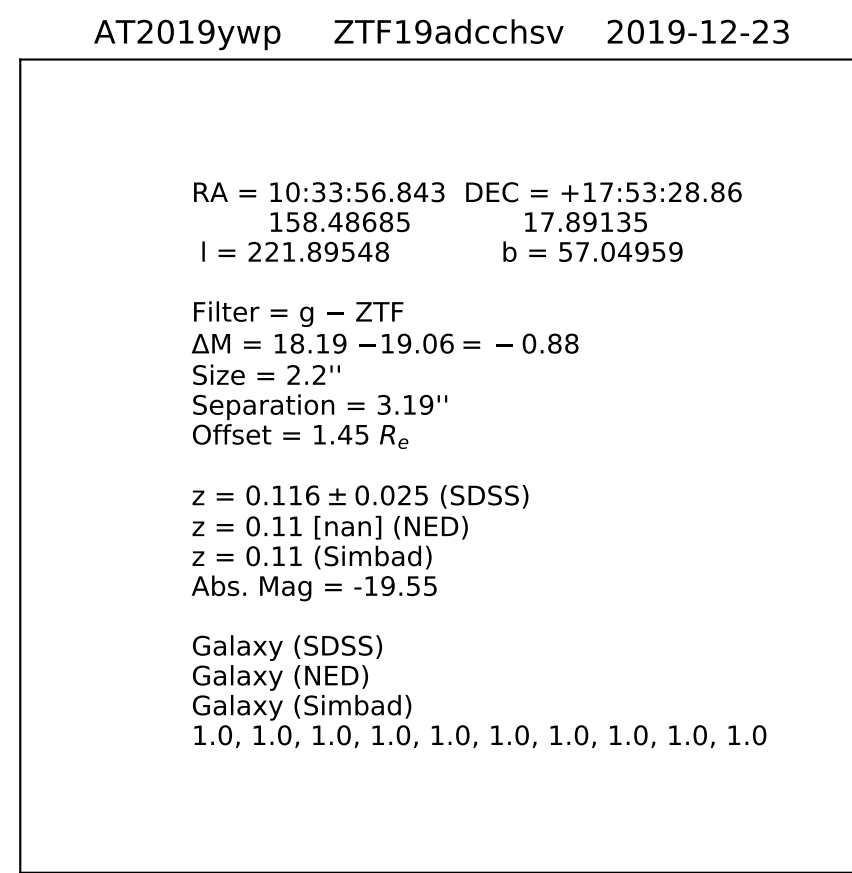 AT2019ywp ZTF19adcchsv 2019-12-23
RA = 10:33:56.843 DEC = +17:53:28.86
158.48685 17.89135
l = 221.89548 b = 57.04959
Filter = g − ZTF
ΔM = 18.19 −19.06 = − 0.88
Size = 2.2''
Separation = 3.19''
Offset = 1.45 Re
z = 0.116 ± 0.025 (SDSS)
z = 0.11 [nan] (NED)
z = 0.11 (Simbad)
Abs. Mag = -19.55
Galaxy (SDSS)
Galaxy (NED)
Galaxy (Simbad)
1.0, 1.0, 1.0, 1.0, 1.0, 1.0, 1.0, 1.0, 1.0, 1.0